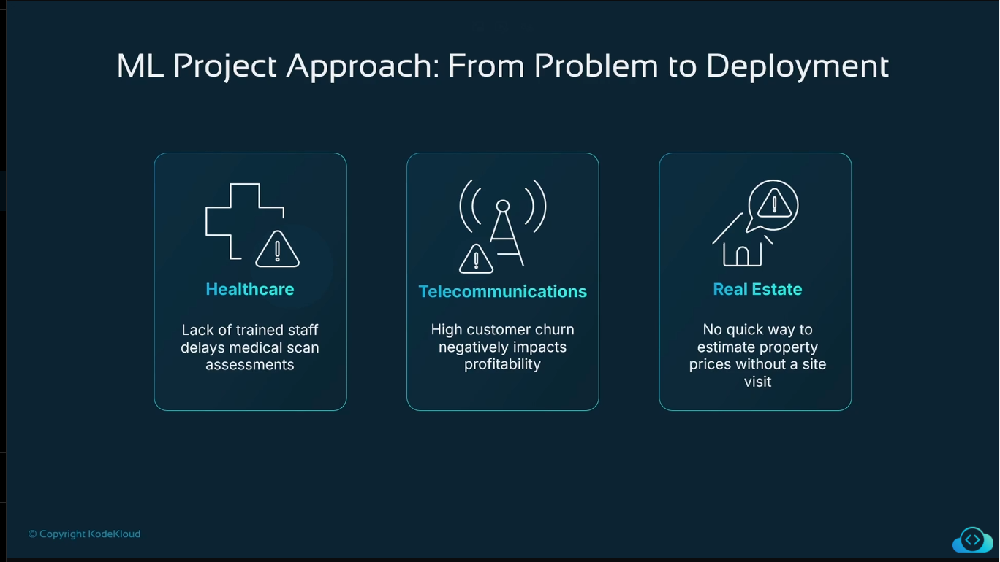 ML Project Approach: From Problem to Deployment
Healthcare
Lack of trained staff
delays medical scan
assessments
Telecommunications
High customer churn
negatively impacts
profitability
Real Estate
No quick way to
estimate property
prices without a site
visit
© Copyright KodeKloud